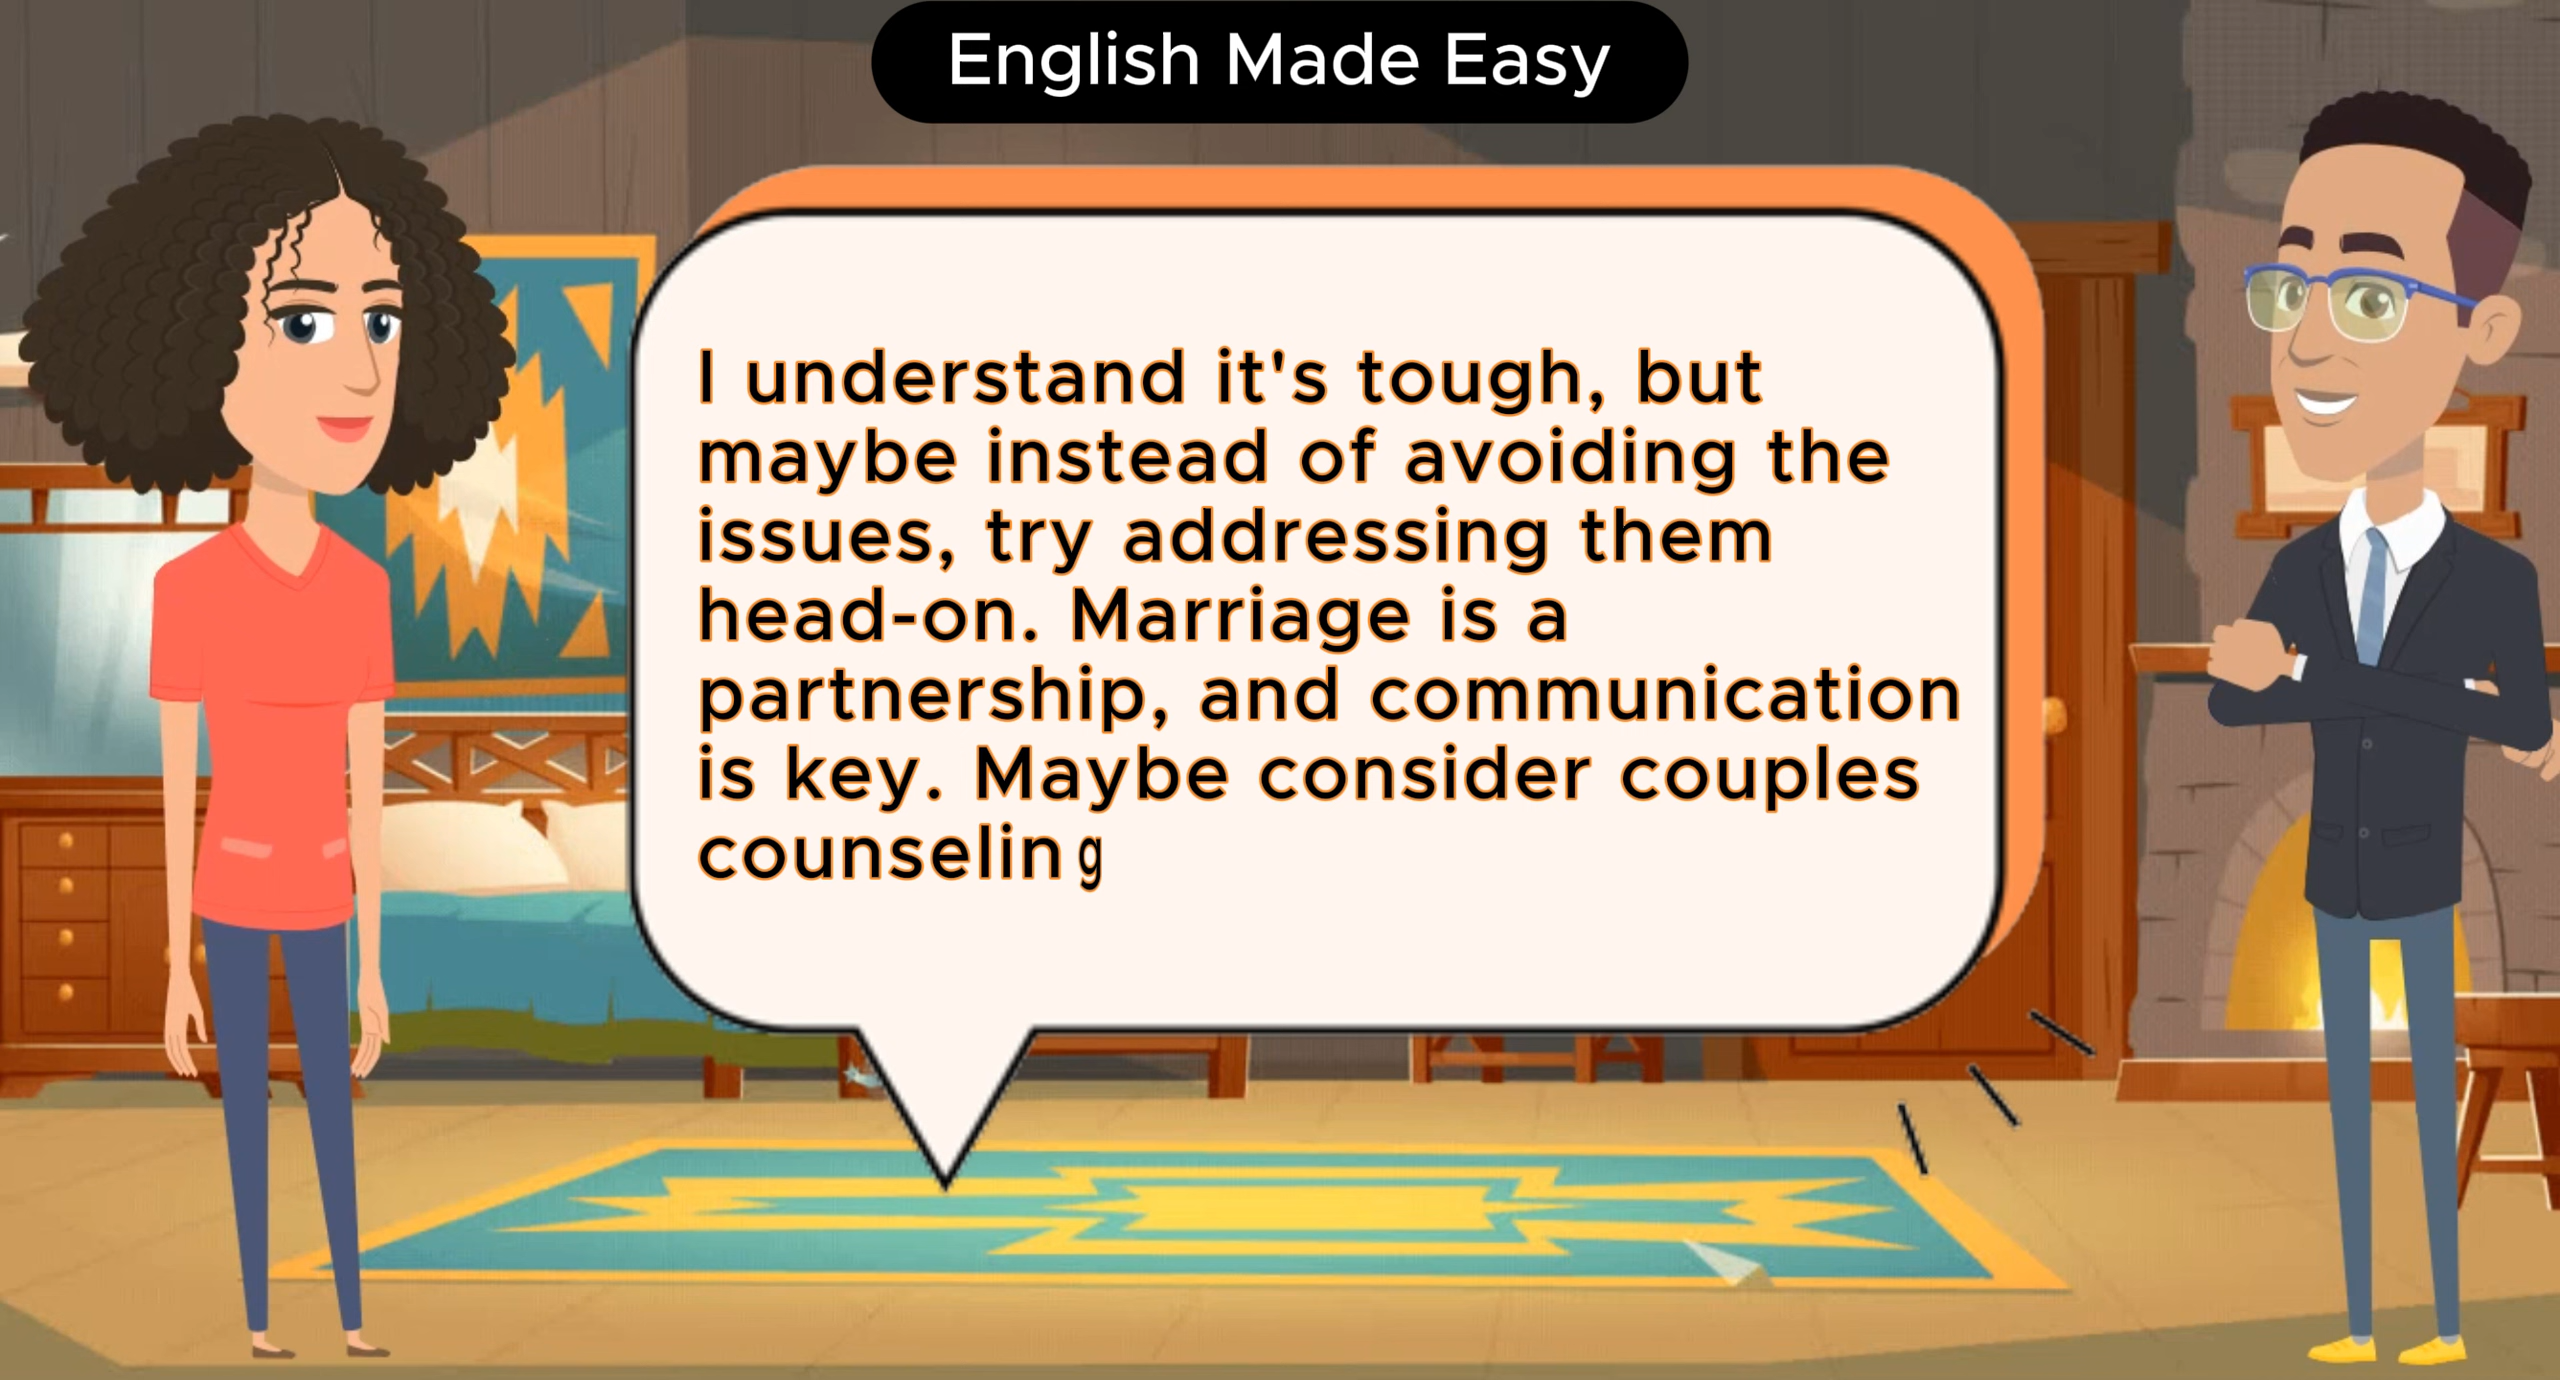 English Made Easy
I understand it's tough, but
maybe instead of avoiding the
issues, try addressing them
head-on. Marriage is a
partnership, and communication
is key. Maybe consider couples
counseling